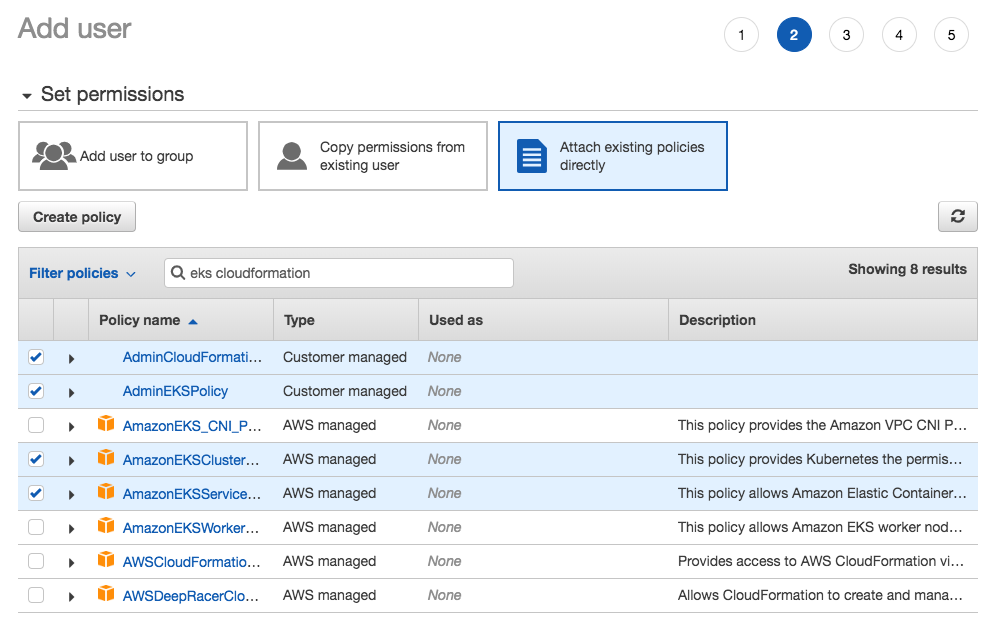 Add user
1 2 3 4 5
Set permissions
Add user to group
Copy permissions from
existing user
Attach existing policies
directly
Create policy
Filter policies
eks cloudformation
Showing 8 results
Policy name Type Used as Description
AdminCloudFormati... Customer managed None
AdminEKSPolicy Customer managed None
AmazonEKS_CNI_P... AWS managed None This policy provides the Amazon VPC CNI P...
AmazonEKSCluster... AWS managed None This policy provides Kubernetes the permis...
AmazonEKSService... AWS managed None This policy allows Amazon Elastic Container...
AmazonEKSWorker... AWS managed None This policy allows Amazon EKS worker nod...
AWSCloudFormatio... AWS managed None Provides access to AWS CloudFormation vi...
AWSDeepRacerClo... AWS managed None Allows CloudFormation to create and mana...